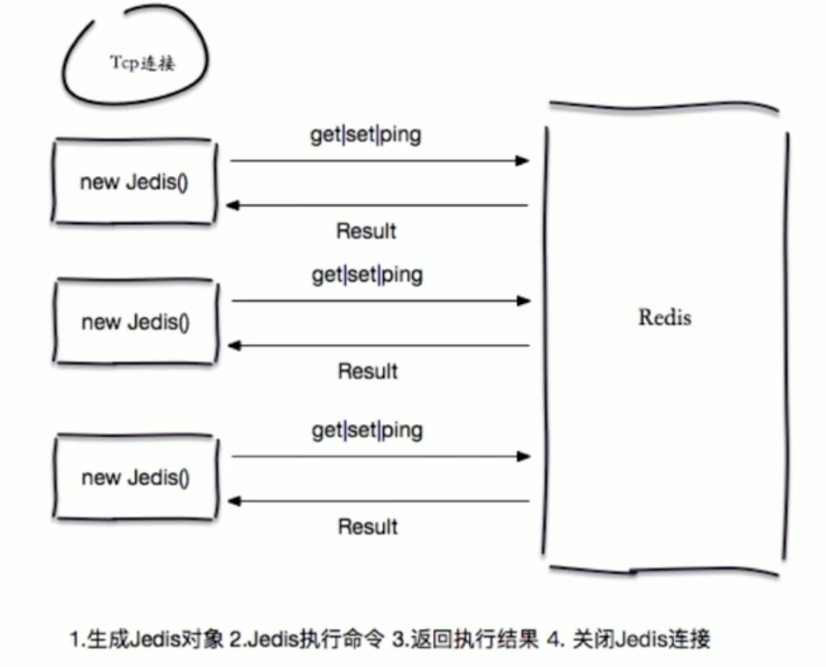 Tcp连接
get|set|ping
new Jedis()
Result
get|set|ping
new Jedis()
Redis
Result
get|set|ping
new Jedis()
Result
1.生成Jedis对象 2.Jedis执行命令 3.返回执行结果 4. 关闭Jedis连接